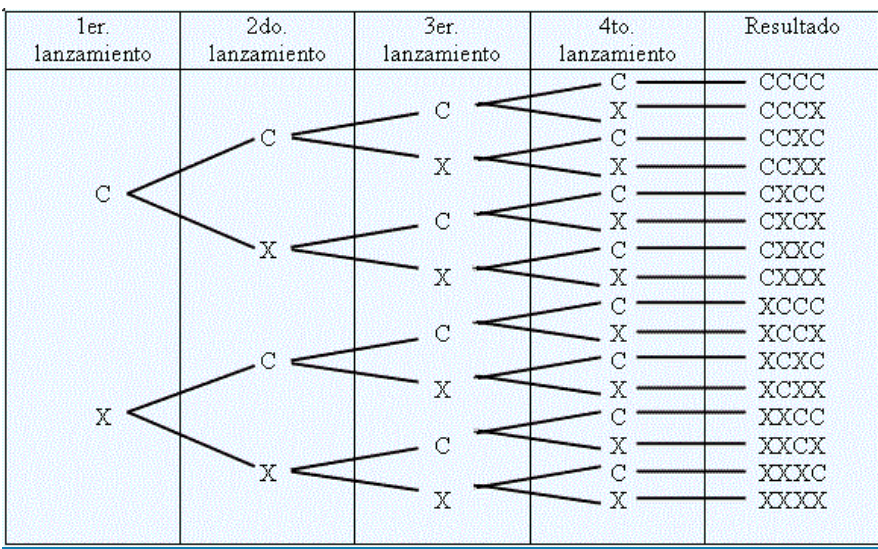 1er. lanzamiento
2do. lanzamiento
3er. lanzamiento
4to. lanzamiento
Resultado
C CCCC
C
X CCCX
C
C CCXC
X
X CCXX
C
C CXCC
C
X CXCX
X
C CXXC
X
X CXXX
C XCCC
C
X XCCX
C
C XCXC
X
X XCXX
X
C XXCC
C
X XXCX
X
C XXXC
X
X XXXX